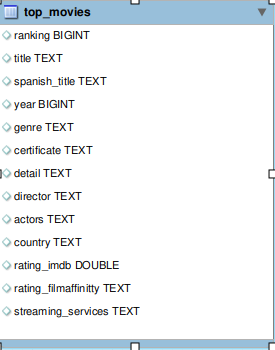 top_movies
ranking BIGINT
title TEXT
spanish_title TEXT
year BIGINT
genre TEXT
certificate TEXT
detail TEXT
director TEXT
actors TEXT
country TEXT
rating_imdb DOUBLE
rating_filmaffinitty TEXT
streaming_services TEXT